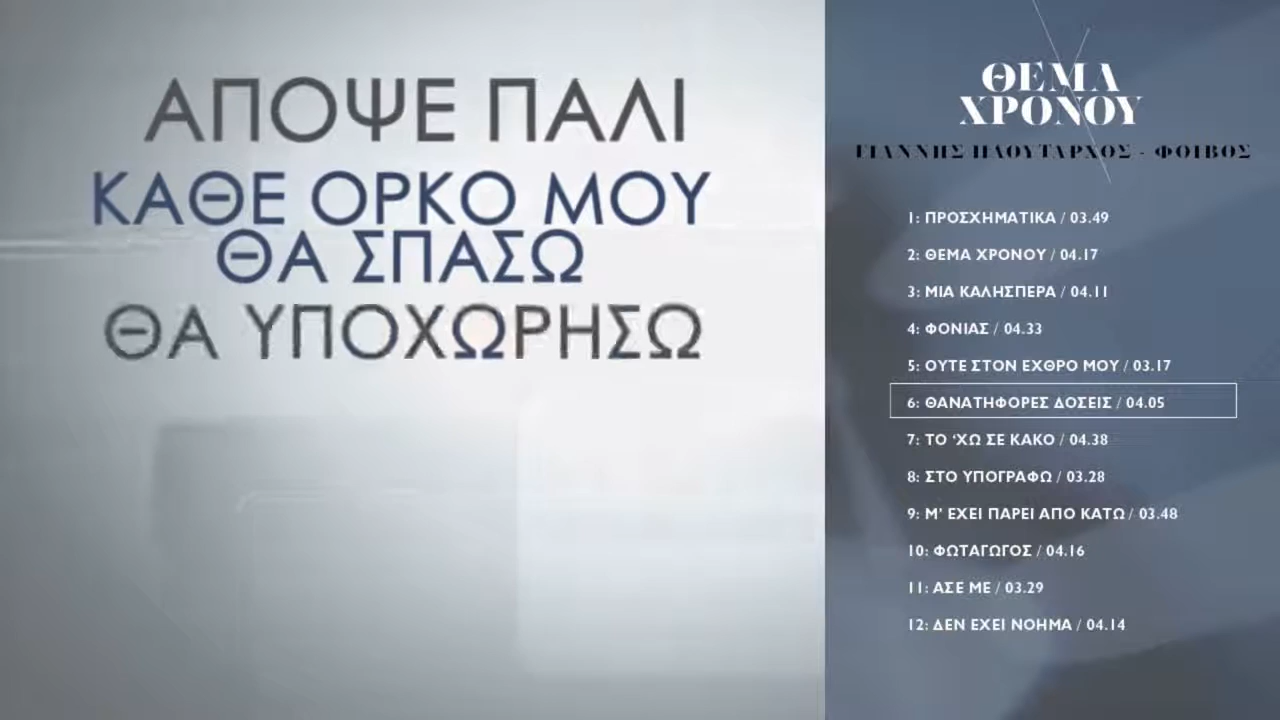 ΑΠΟΨΕ ΠΑΛΙ
ΚΑΘΕ ΟΡΚΟ ΜΟΥ
ΘΑ ΣΠΑΣΩ
ΘΑ ΥΠΟΧΩΡΗΣΩ
ΘΕΜΑ
ΧΡΟΝΟΥ
ΓΙΑΝΝΗΣ ΠΛΟΥΤΑΡΧΟΣ - ΦΟΙΒΟΣ
1: ΠΡΟΣΧΗΜΑΤΙΚΑ / 03.49
2: ΘΕΜΑ ΧΡΟΝΟΥ / 04.17
3: ΜΙΑ ΚΑΛΗΣΠΕΡΑ / 04.11
4: ΦΟΝΙΑΣ / 04.33
5: ΟΥΤΕ ΣΤΟΝ ΕΧΘΡΟ ΜΟΥ / 03.17
6: ΘΑΝΑΤΗΦΟΡΕΣ ΔΟΣΕΙΣ / 04.05
7: ΤΟ ‘ΧΩ ΣΕ ΚΑΚΟ / 04.38
8: ΣΤΟ ΥΠΟΓΡΑΦΩ / 03.28
9: Μ’ ΕΧΕΙ ΠΑΡΕΙ ΑΠΟ ΚΑΤΩ / 03.48
10: ΦΩΤΑΓΩΓΟΣ / 04.16
11: ΑΣΕ ΜΕ / 03.29
12: ΔΕΝ ΕΧΕΙ ΝΟΗΜΑ / 04.14